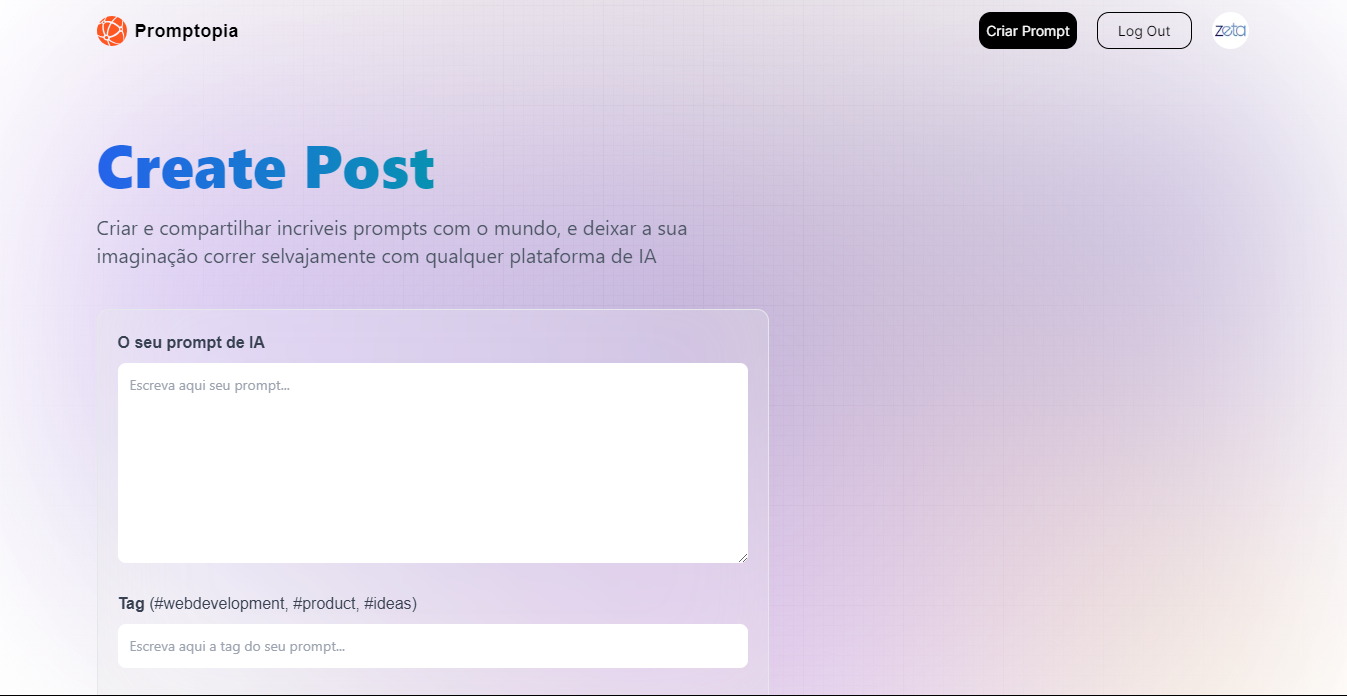 Promptopia
Criar Prompt
Log Out
zeta
Create Post
Criar e compartilhar incriveis prompts com o mundo, e deixar a sua
imaginação correr selvajamente com qualquer plataforma de IA
O seu prompt de IA
Escreva aqui seu prompt...
Tag (#webdevelopment, #product, #ideas)
Escreva aqui a tag do seu prompt...